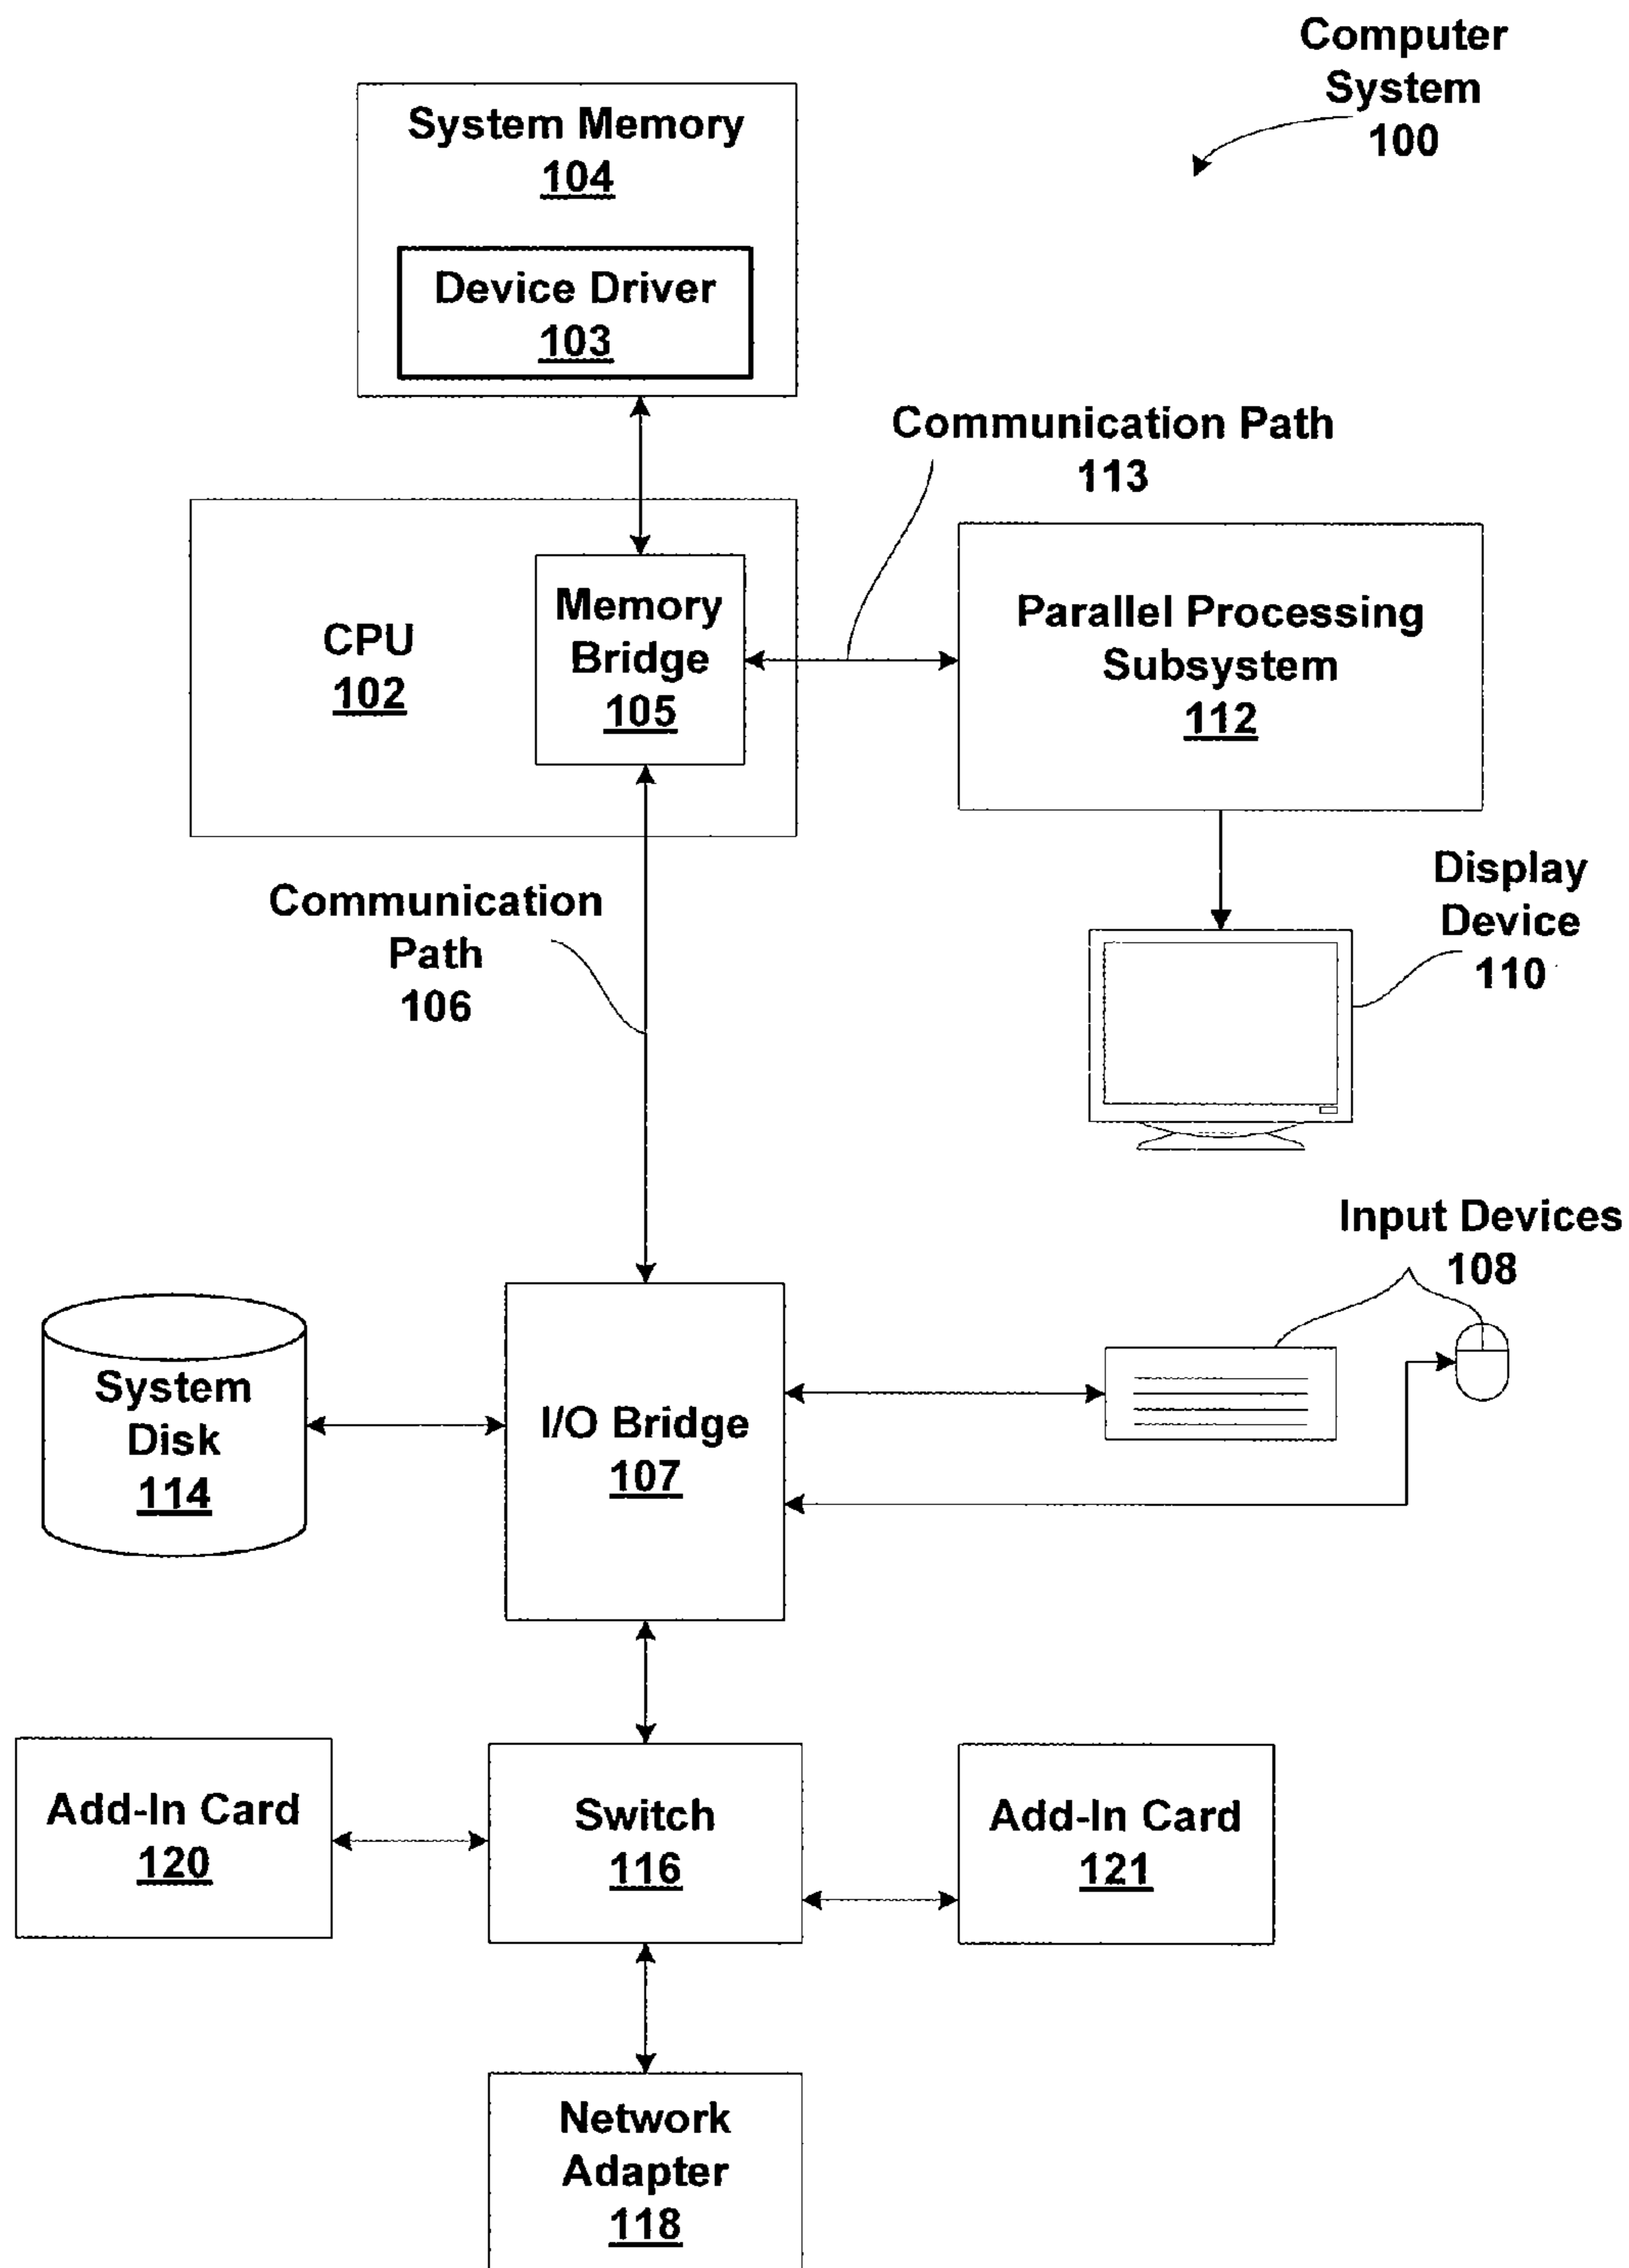 Computer
System
100
System Memory
104
Device Driver
103
Communication Path
113
CPU
102
Memory
Bridge
105
Parallel Processing
Subsystem
112
Communication
Path
106
Display
Device
110
Input Devices
108
System
Disk
114
I/O Bridge
107
Add-In Card
120
Switch
116
Add-In Card
121
Network
Adapter
118